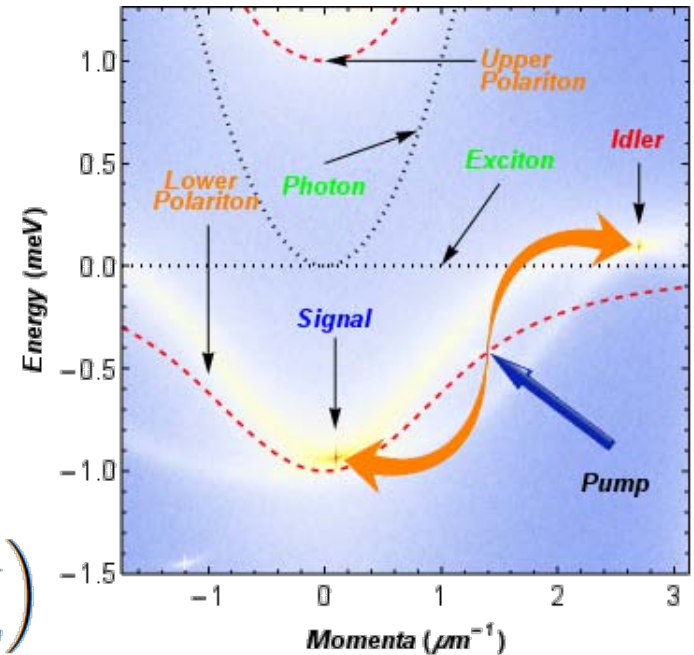 1.0
0.5
0.0
−0.5
−1.0
−1.5
Energy (meV)
Upper
Polariton
Idler
Exciton
Lower
Polariton
Photon
Signal
Pump
−1
0
1
2
3
Momenta (μm⁻¹)
)